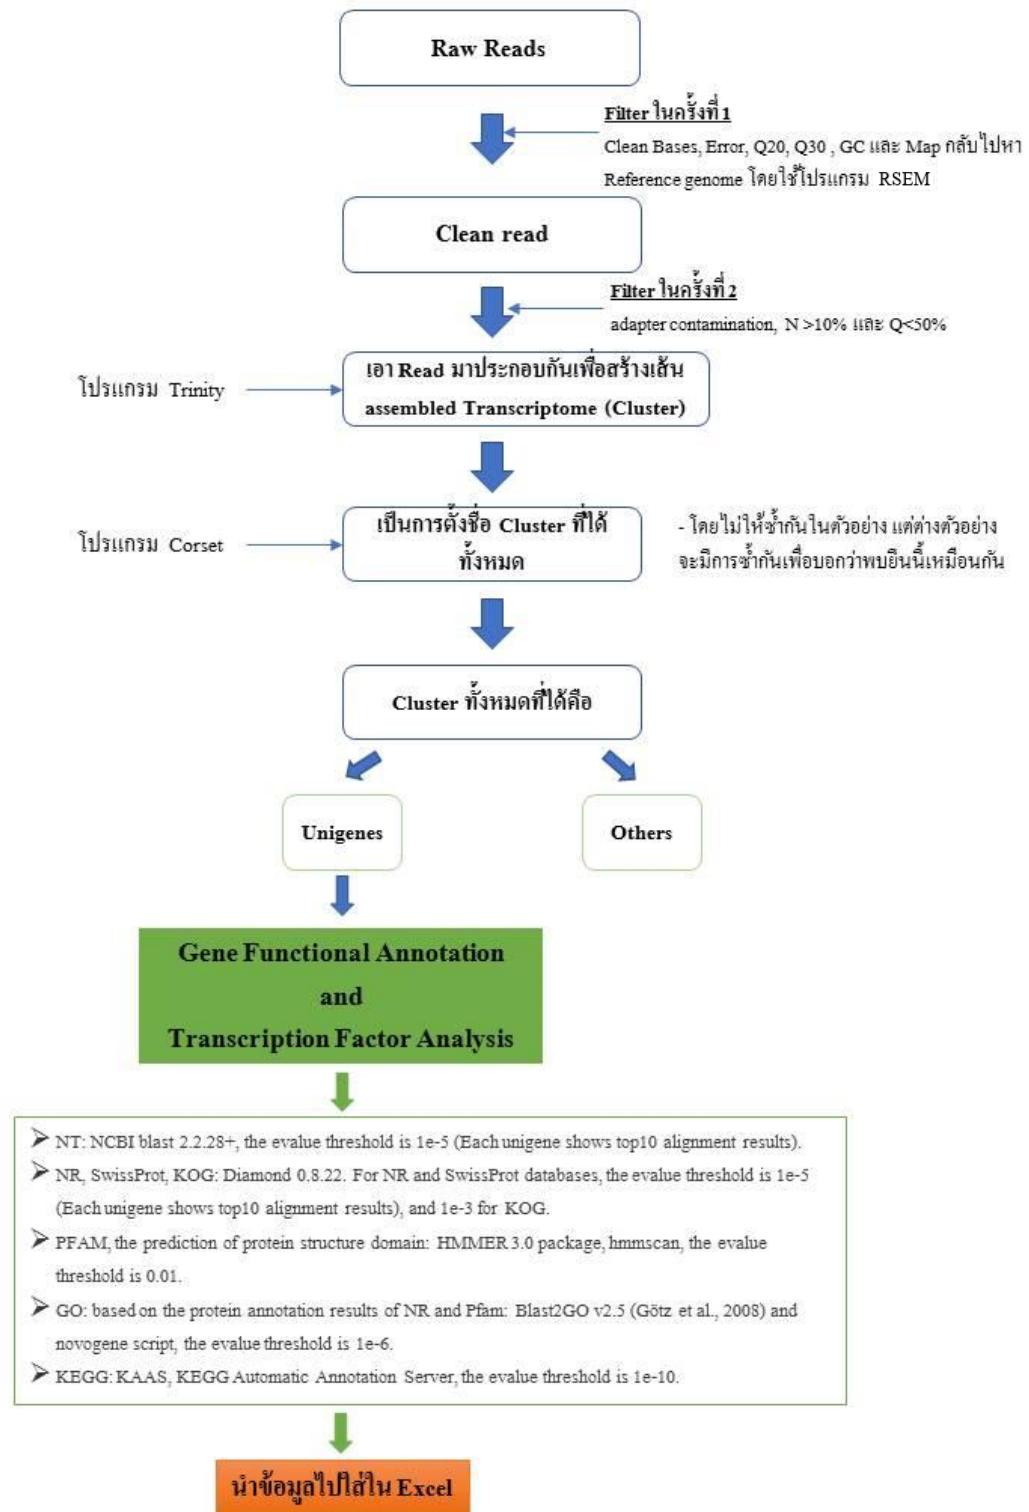 Raw Reads
Filter ในครั้งที่ 1
Clean Bases, Error, Q20, Q30 , GC และ Map กลับไปหา
Reference genome โดยใช้โปรแกรม RSEM
Clean read
Filter ในครั้งที่ 2
adapter contamination, N >10% และ Q<50%
โปรแกรม Trinity
เอา Read มาประกอบกันเพื่อสร้างเส้น
assembled Transcriptome (Cluster)
โปรแกรม Corset
เป็นการตั้งชื่อ Cluster ที่ได้
ทั้งหมด
- โดยไม่ให้ซ้ำกันในตัวอย่าง แต่ต่างตัวอย่าง
จะมีการซ้ำกันเพื่อบอกว่าพบยีนนี้เหมือนกัน
Cluster ทั้งหมดที่ได้คือ
Unigenes
Others
Gene Functional Annotation
and
Transcription Factor Analysis
➢ NT: NCBI blast 2.2.28+, the evalue threshold is 1e-5 (Each unigene shows top10 alignment results).
➢ NR, SwissProt, KOG: Diamond 0.8.22. For NR and SwissProt databases, the evalue threshold is 1e-5
(Each unigene shows top10 alignment results), and 1e-3 for KOG.
➢ PFAM, the prediction of protein structure domain: HMMER 3.0 package, hmmscan, the evalue
threshold is 0.01.
➢ GO: based on the protein annotation results of NR and Pfam: Blast2GO v2.5 (Götz et al., 2008) and
novogene script, the evalue threshold is 1e-6.
➢ KEGG: KAAS, KEGG Automatic Annotation Server, the evalue threshold is 1e-10.
นำข้อมูลไปใส่ใน Excel